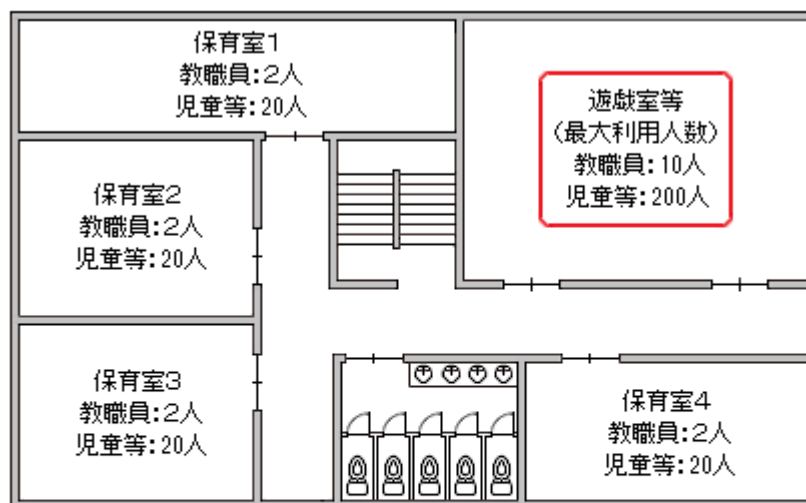 保育室1
教職員:2人
児童等:20人
遊戯室等
(最大利用人数)
教職員:10人
児童等:200人
保育室2
教職員:2人
児童等:20人
保育室3
教職員:2人
児童等:20人
保育室4
教職員:2人
児童等:20人